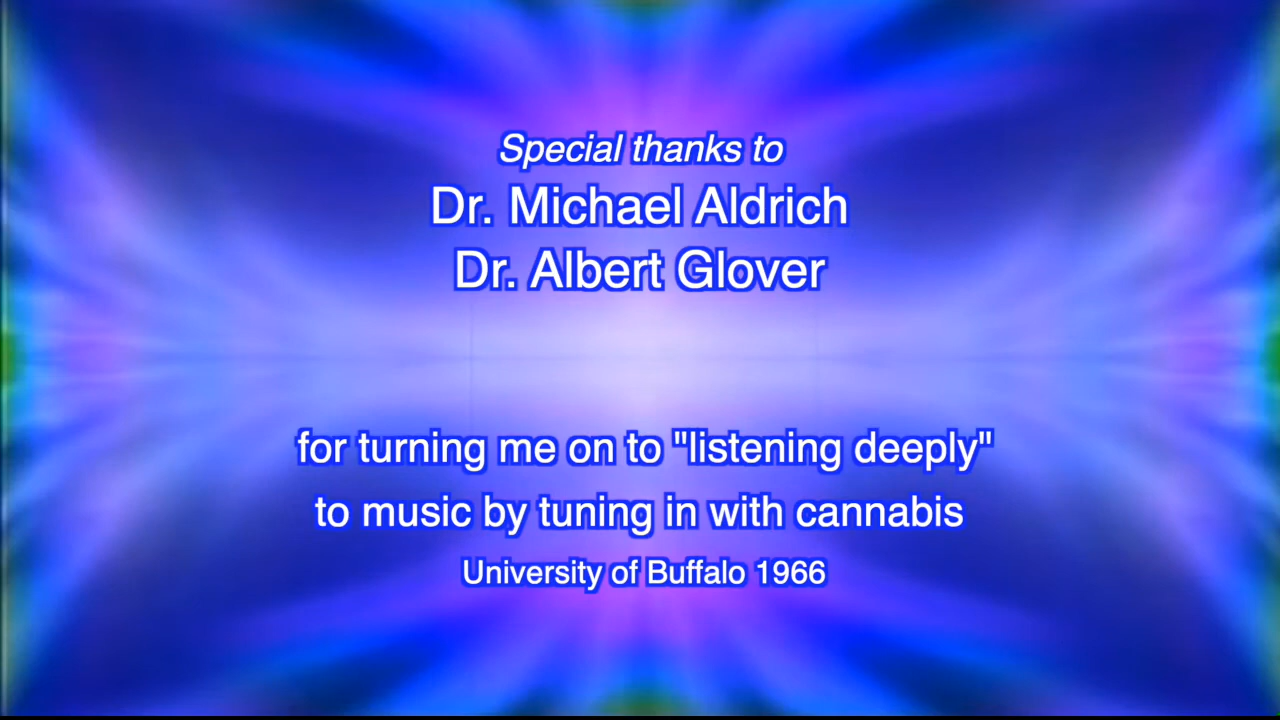 Special thanks to
Dr. Michael Aldrich
Dr. Albert Glover
for turning me on to "listening deeply"
to music by tuning in with cannabis
University of Buffalo 1966